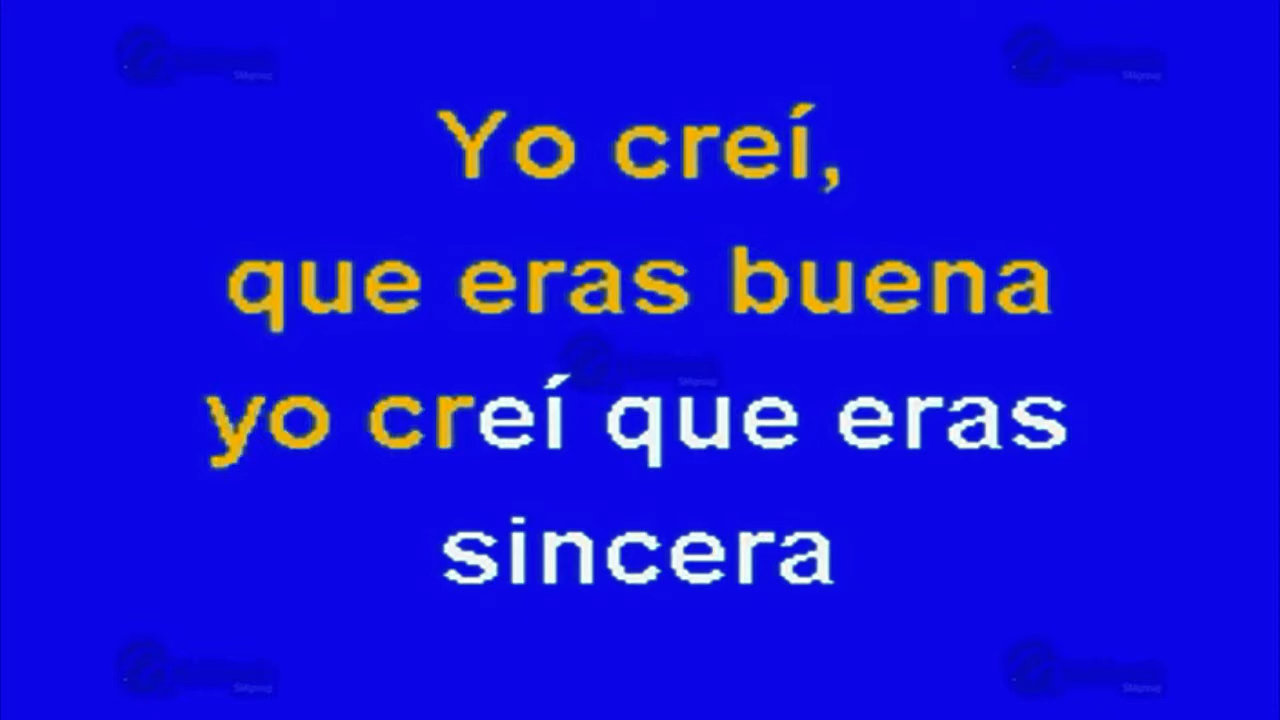 Yo creí,
que eras buena
yo creí que eras
sincera